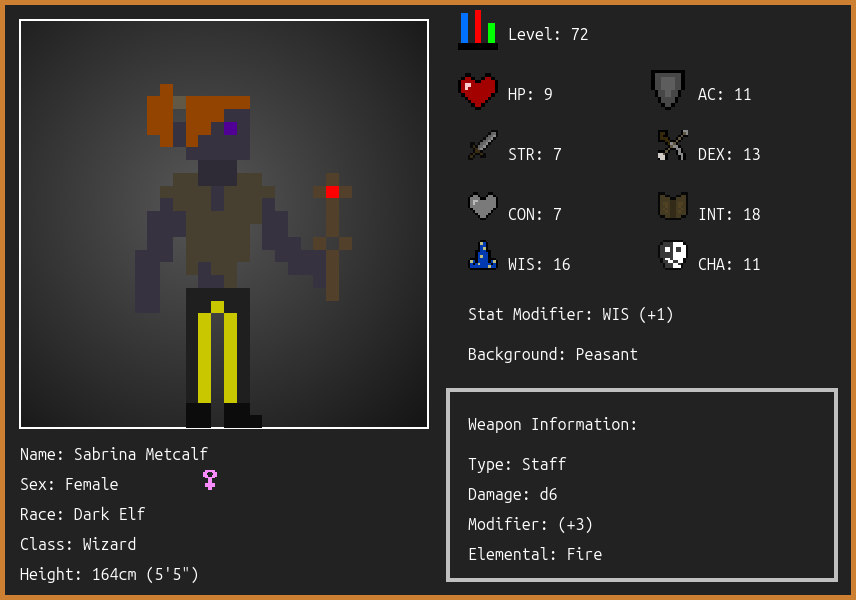 Level: 72
HP: 9
AC: 11
STR: 7
DEX: 13
CON: 7
INT: 18
WIS: 16
CHA: 11
Stat Modifier: WIS (+1)
Background: Peasant
Weapon Information:
Type: Staff
Damage: d6
Modifier: (+3)
Elemental: Fire
Name: Sabrina Metcalf
Sex: Female
Race: Dark Elf
Class: Wizard
Height: 164cm (5'5")